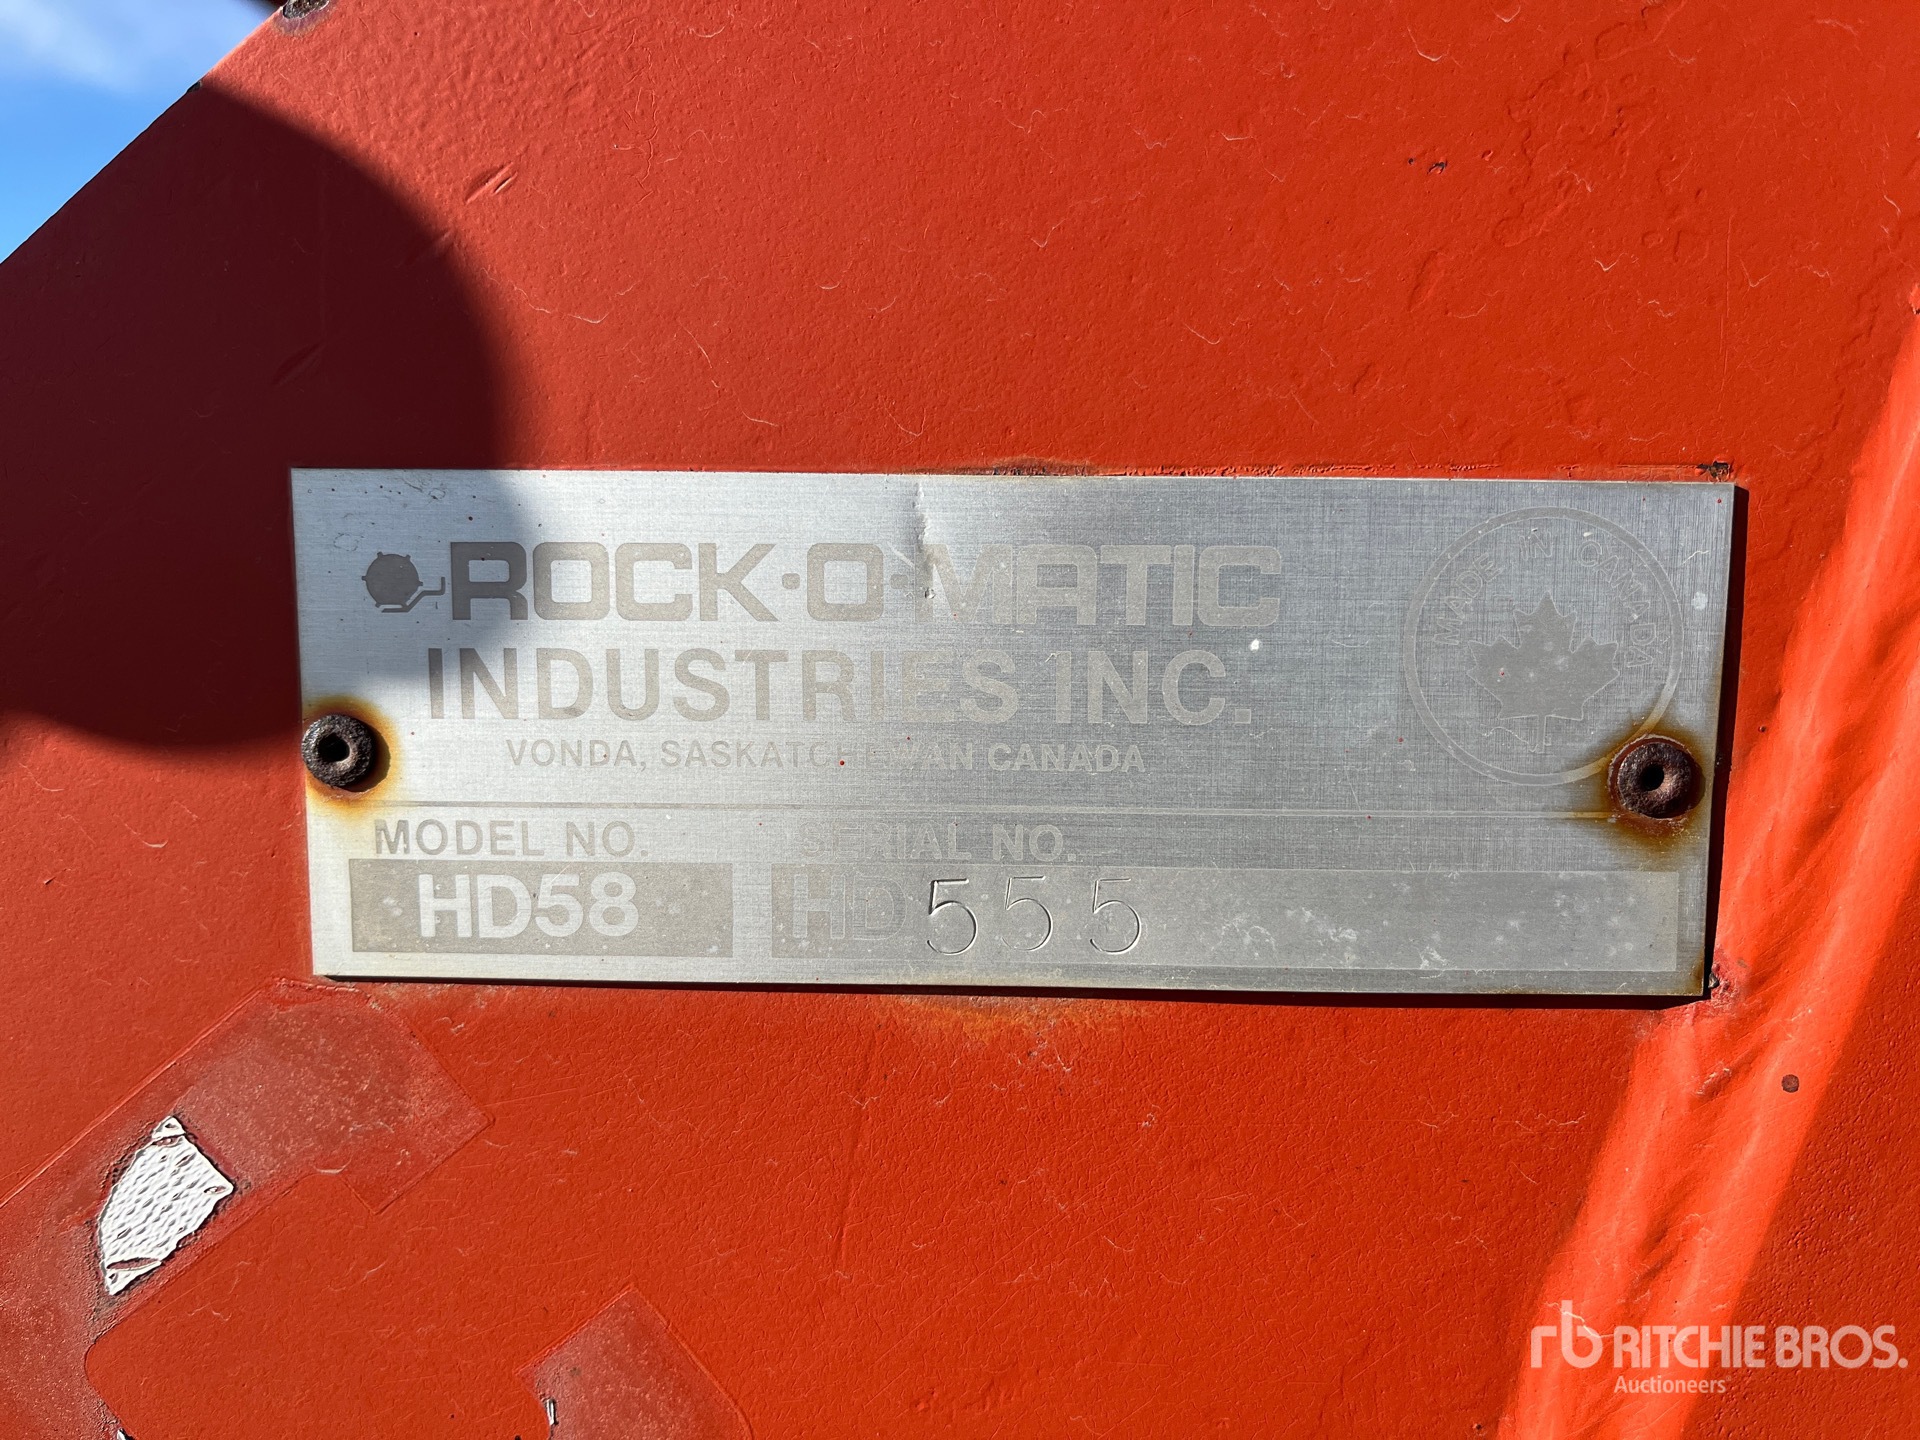 ROCK·O·MATIC
INDUSTRIES INC.
VONDA, SASKATCHEWAN CANADA
MADE IN CANADA
MODEL NO. SERIAL NO.
HD58 HD555
rb RITCHIE BROS.
Auctioneers